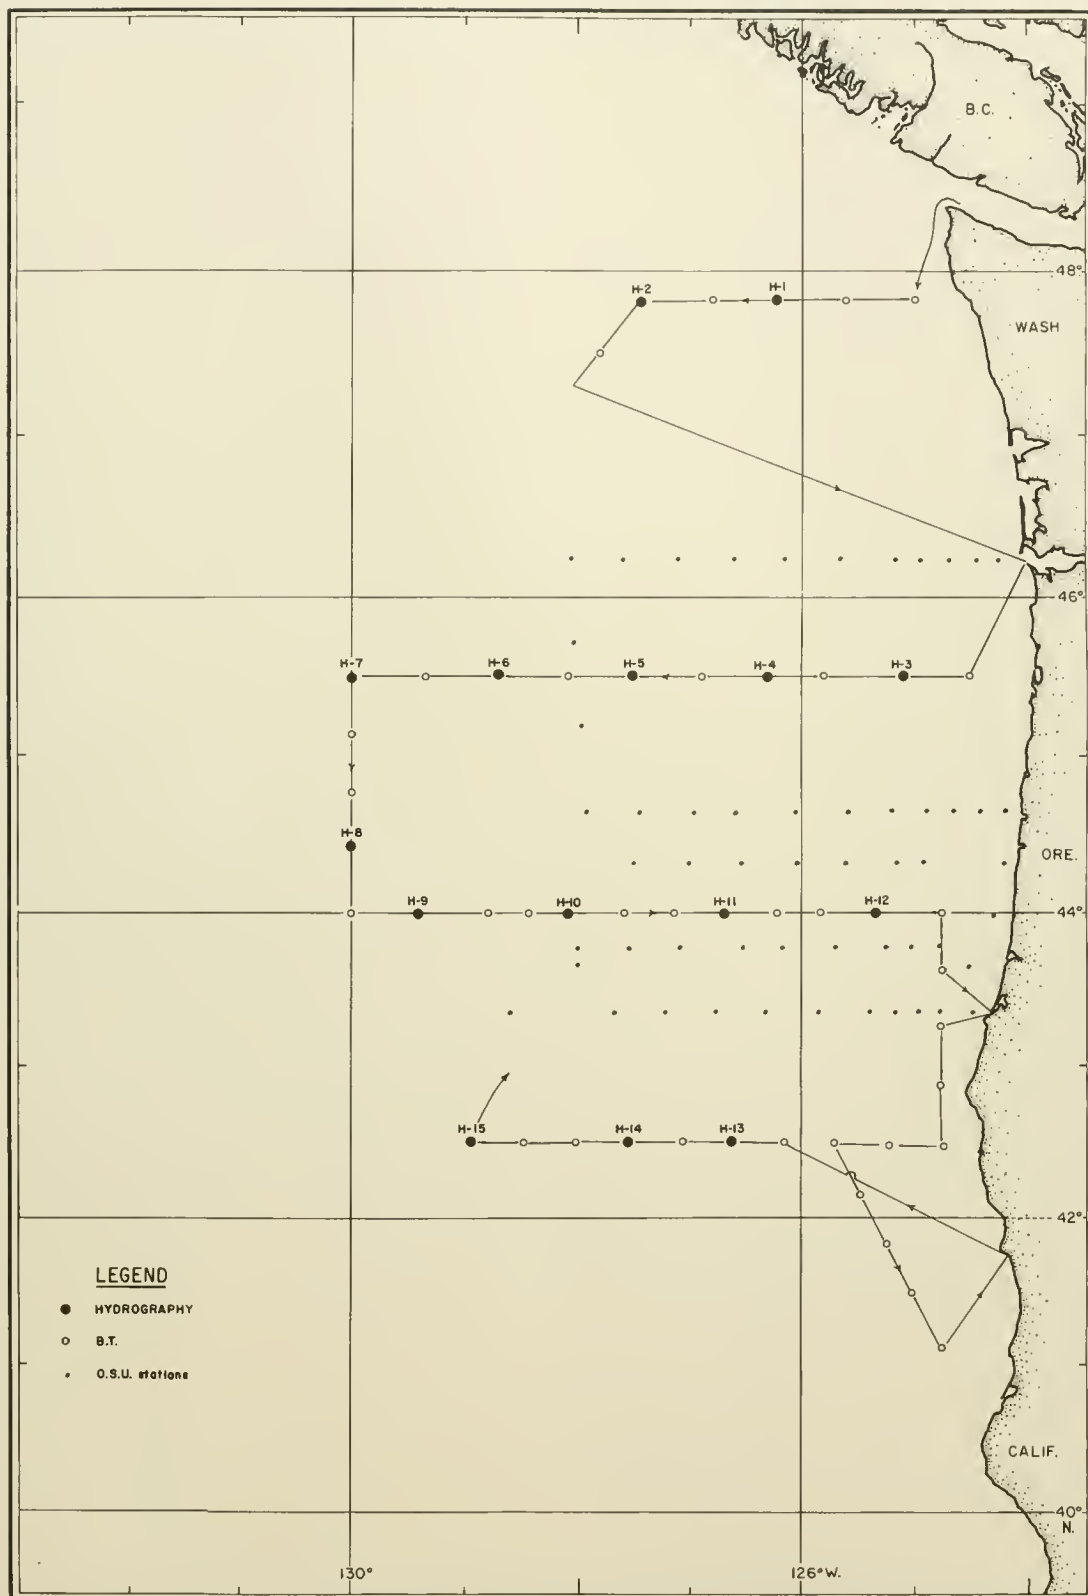 B.C.
48°
H-2
H-1
WASH
46°
H-7
H-6
H-5
H-4
H-3
H-8
ORE.
H-9
H-10
H-11
H-12
44°
H-15
H-14
H-13
42°
LEGEND
HYDROGRAPHY
B.T.
O.S.U. stations
CALIF.
40°
N.
130°
126°W.